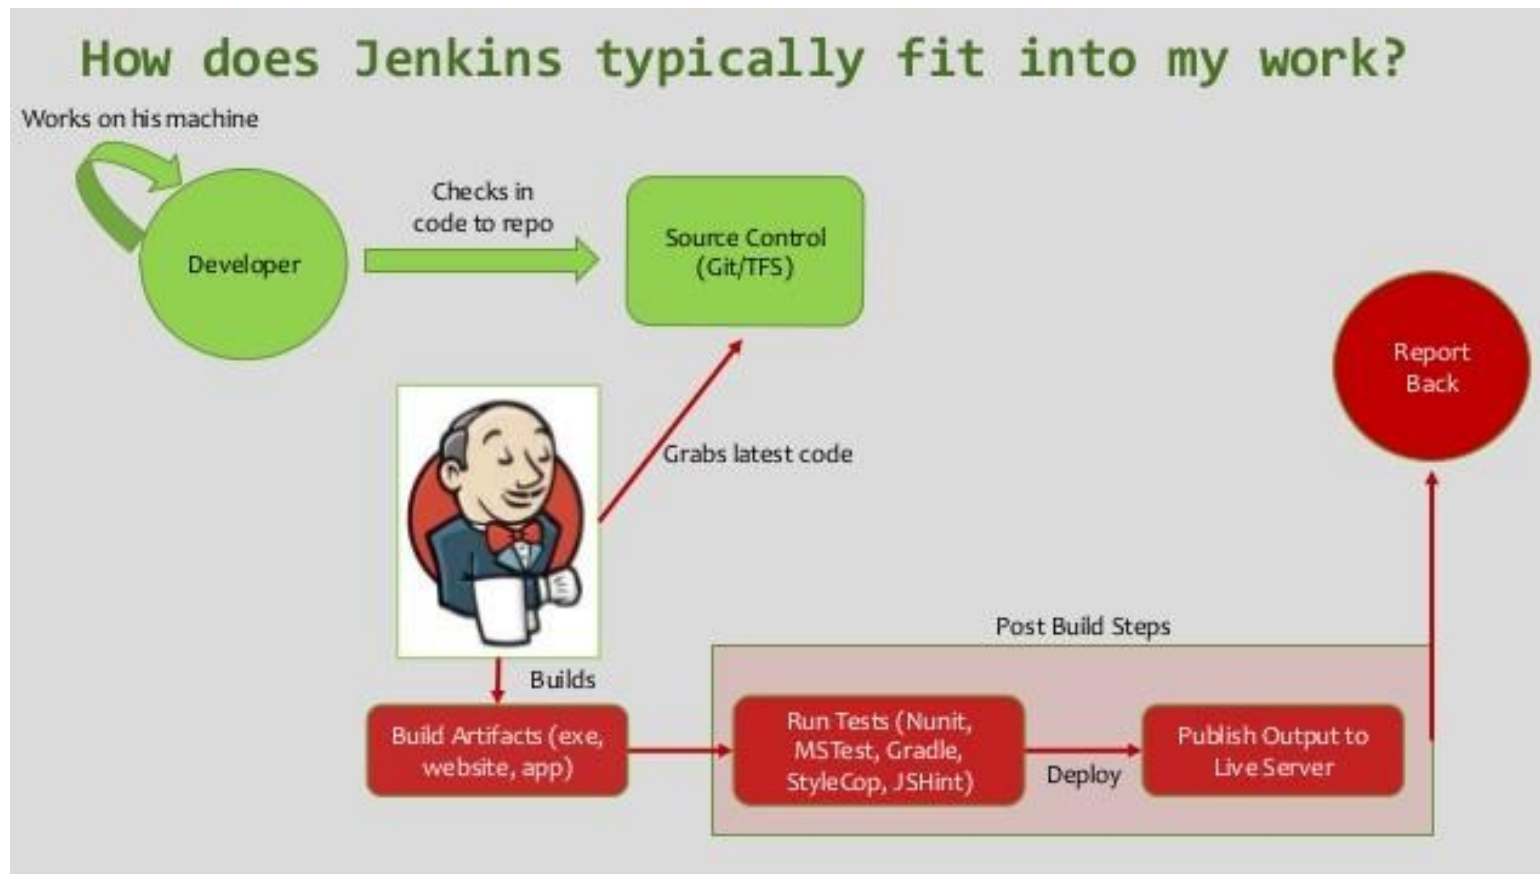 How does Jenkins typically fit into my work?
Works on his machine
Developer
Checks in
code to repo
Source Control
(Git/TFS)
Report
Back
Grabs latest code
Post Build Steps
Builds
Build Artifacts (exe,
website, app)
Run Tests (Nunit,
MSTest, Gradle,
StyleCop, JSHint)
Deploy
Publish Output to
Live Server